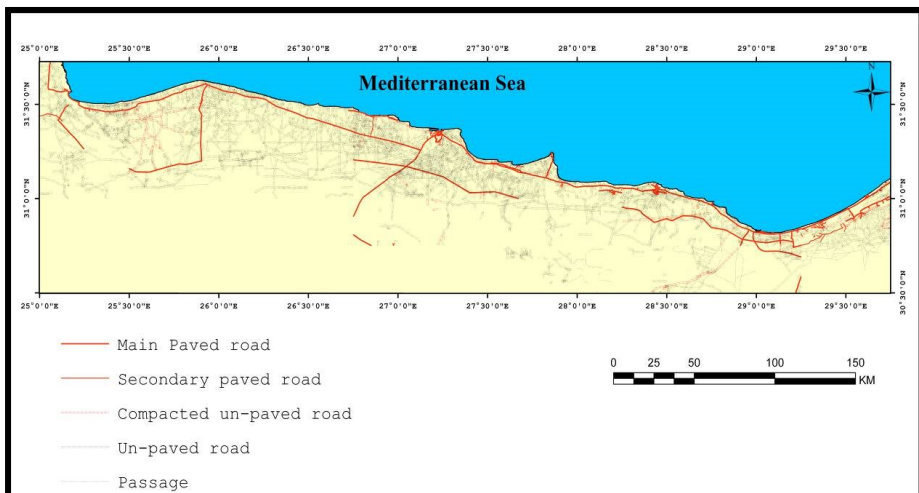 25°0'0"E 25°30'0"E 26°0'0"E 26°30'0"E 27°0'0"E 27°30'0"E 28°0'0"E 28°30'0"E 29°0'0"E 29°30'0"E
Mediterranean Sea
N
31°30'0"N 31°30'0"N
31°0'0"N 31°0'0"N
30°30'0"N
25°0'0"E 25°30'0"E 26°0'0"E 26°30'0"E 27°0'0"E 27°30'0"E 28°0'0"E 28°30'0"E 29°0'0"E 29°30'0"E
Main Paved road
Secondary paved road
Compacted un-paved road
Un-paved road
Passage
0 25 50 100 150
KM